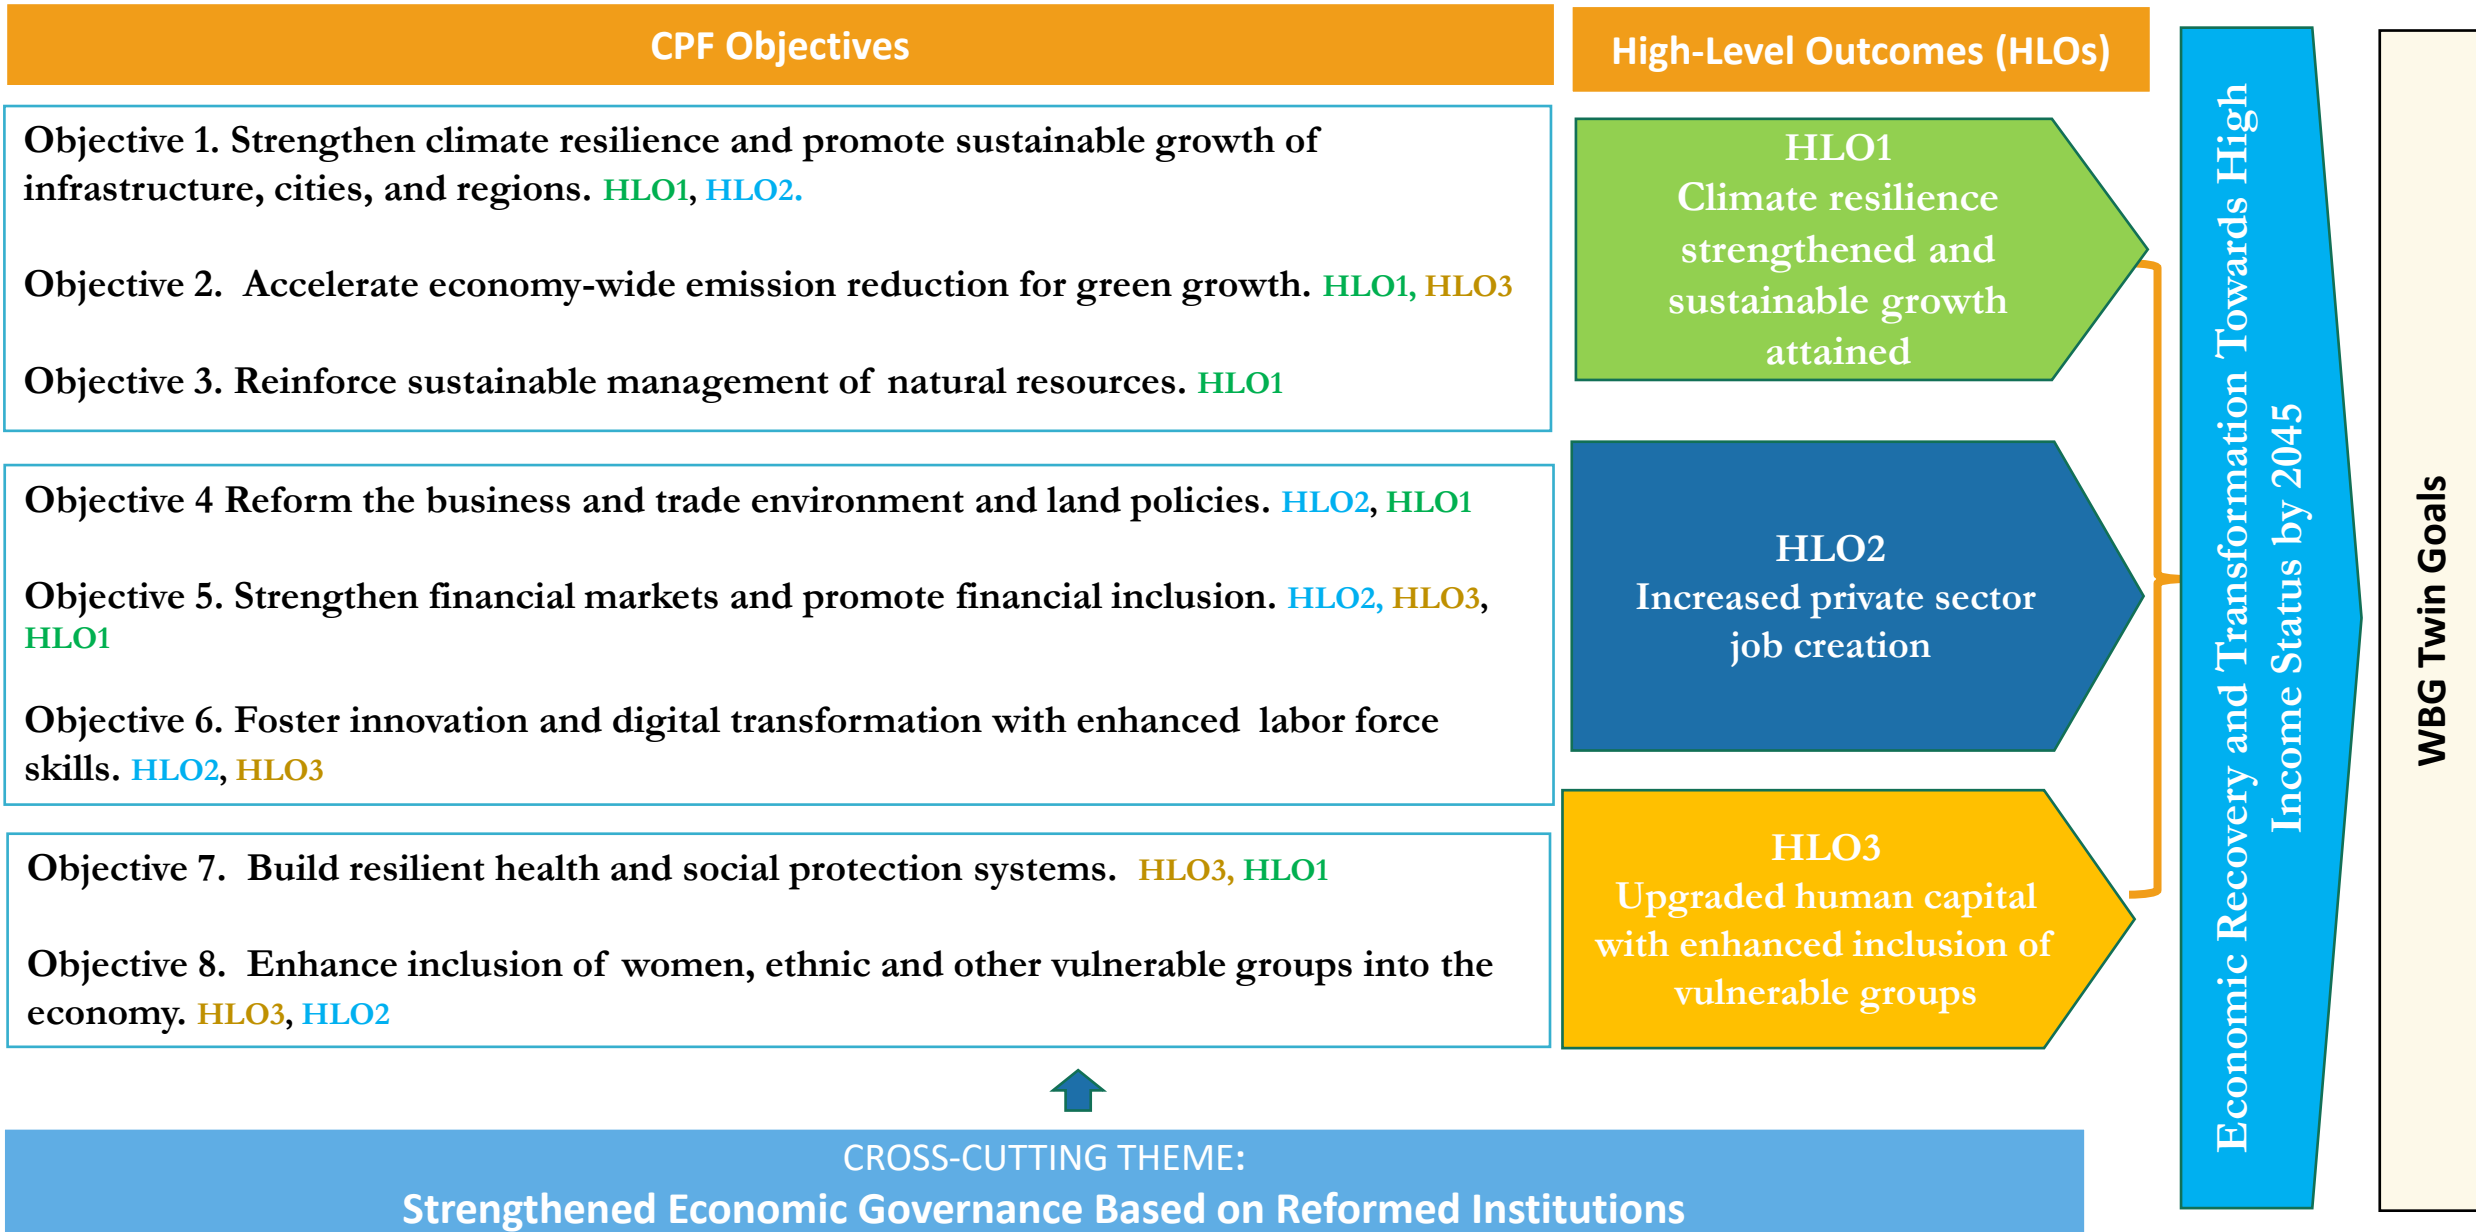 CPF Objectives
High-Level Outcomes (HLOs)
Objective 1. Strengthen climate resilience and promote sustainable growth of
infrastructure, cities, and regions. HLO1, HLO2.
Objective 2. Accelerate economy-wide emission reduction for green growth. HLO1, HLO3
Objective 3. Reinforce sustainable management of natural resources. HLO1
HLO1
Climate resilience
strengthened and
sustainable growth
attained
Objective 4 Reform the business and trade environment and land policies. HLO2, HLO1
Objective 5. Strengthen financial markets and promote financial inclusion. HLO2, HLO3,
HLO1
Objective 6. Foster innovation and digital transformation with enhanced labor force
skills. HLO2, HLO3
HLO2
Increased private sector
job creation
Objective 7. Build resilient health and social protection systems. HLO3, HLO1
Objective 8. Enhance inclusion of women, ethnic and other vulnerable groups into the
economy. HLO3, HLO2
HLO3
Upgraded human capital
with enhanced inclusion of
vulnerable groups
Economic Recovery and Transformation Towards High
Income Status by 2045
WBG Twin Goals
CROSS-CUTTING THEME:
Strengthened Economic Governance Based on Reformed Institutions